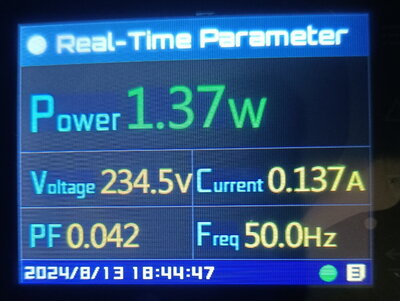 Real-Time Parameter
Power 1.37W
Voltage 234.5V Current 0.137A
PF 0.042 Freq 50.0Hz
2024/8/13 18:44:47